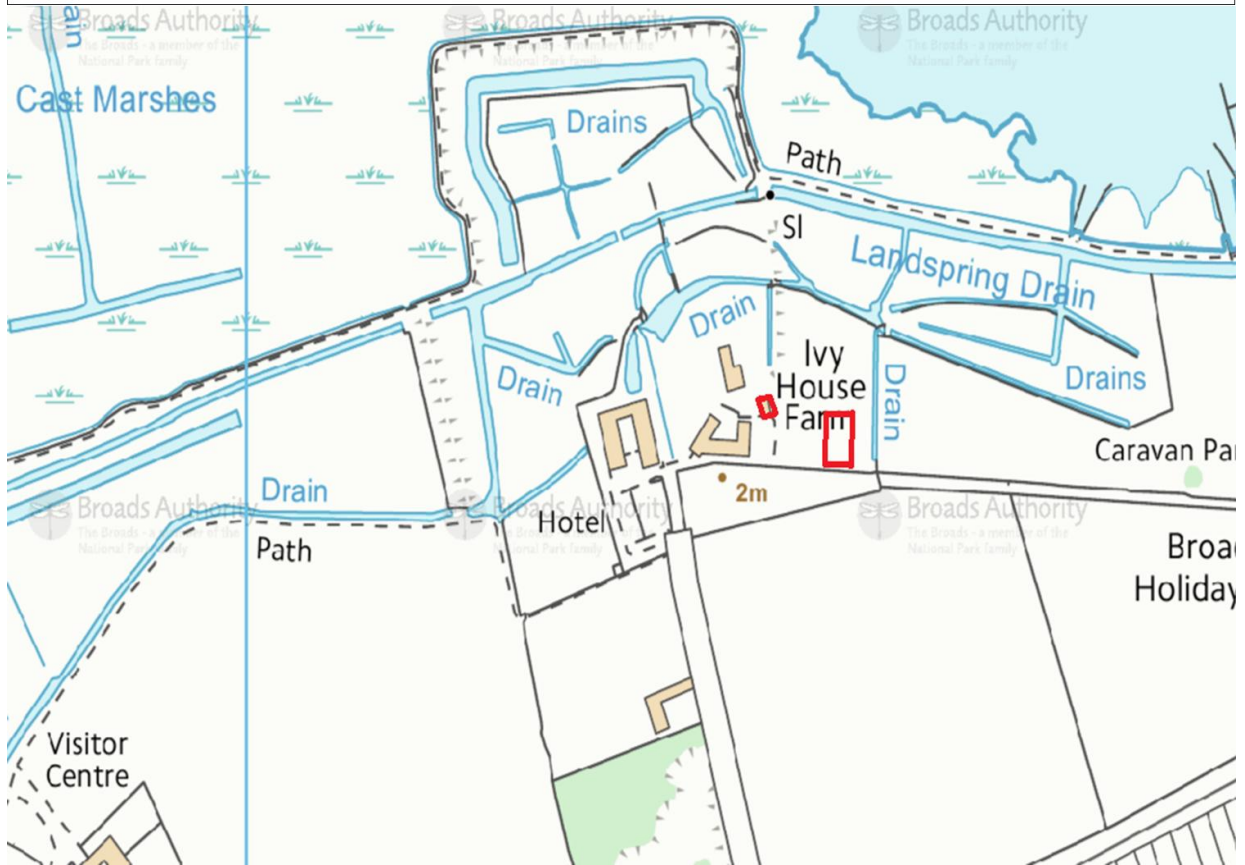 Broads Authority
The Broads - a member of the
National Park family
Broads Authority
The Broads - a member of the
National Park family
Broads Authority
The Broads - a member of the
National Park family
ain
Cast Marshes
Drains
Path
Sl
Landspring Drain
Drain
Ivy
House
Farm
Drain
Drain
Drains
Caravan Par
2m
Drain
Hotel
Path
Broads Authority
The Broads - a member of the
National Park family
Broads Authority
The Broads - a member of the
National Park family
Broads Authority
The Broads - a member of the
National Park family
Broa
Holiday
Visitor
Centre